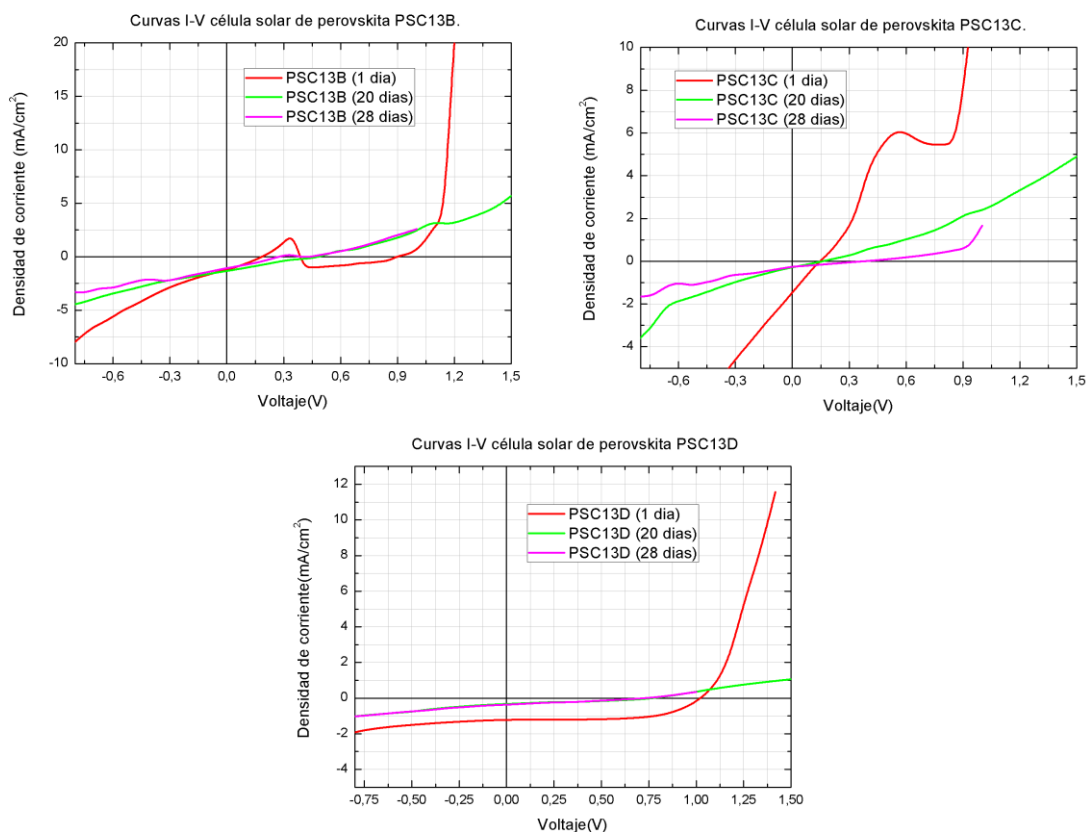 Curvas I-V célula solar de perovskita PSC13B.
20
15
10
5
0
-5
-10
Densidad de corriente (mA/cm²)
PSC13B (1 dia)
PSC13B (20 dias)
PSC13B (28 dias)
-0,6 -0,3 0,0 0,3 0,6 0,9 1,2 1,5
Voltaje(V)
Curvas I-V célula solar de perovskita PSC13C.
10
8
6
4
2
0
-2
-4
Densidad de corriente (mA/cm²)
PSC13C (1 dia)
PSC13C (20 dias)
PSC13C (28 dias)
-0,6 -0,3 0,0 0,3 0,6 0,9 1,2 1,5
Voltaje(V)
Curvas I-V célula solar de perovskita PSC13D
12
10
8
6
4
2
0
-2
-4
Densidad de corriente(mA/cm²)
PSC13D (1 dia)
PSC13D (20 dias)
PSC13D (28 dias)
-0,75 -0,50 -0,25 0,00 0,25 0,50 0,75 1,00 1,25 1,50
Voltaje(V)